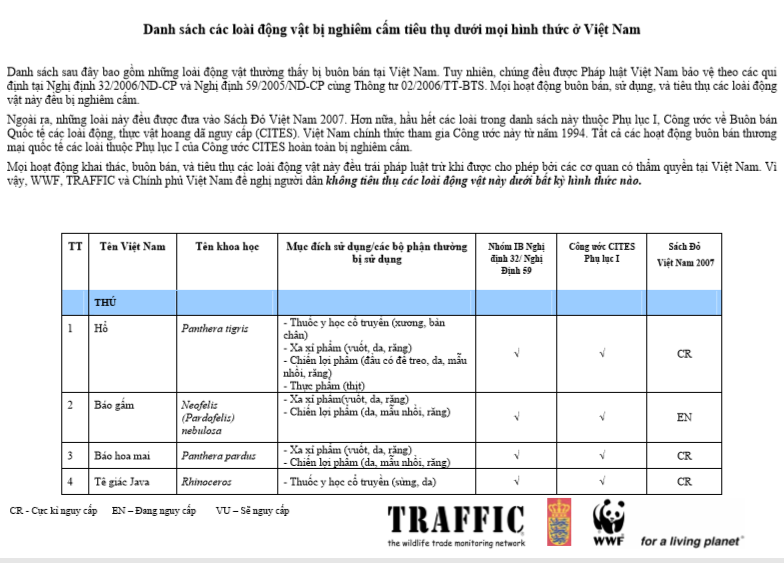 Danh sách các loài động vật bị nghiêm cấm tiêu thụ dưới mọi hình thức ở Việt Nam
Danh sách sau đây bao gồm những loài động vật thường thấy bị buôn bán tại Việt Nam. Tuy nhiên, chúng đều được Pháp luật Việt Nam bảo vệ theo các qui
định tại Nghị định 32/2006/ND-CP và Nghị định 59/2005/ND-CP cùng Thông tư 02/2006/TT-BTS. Mọi hoạt động buôn bán, sử dụng, và tiêu thụ các loài động
vật này đều bị nghiêm cấm.
Ngoài ra, những loài này đều được đưa vào Sách Đỏ Việt Nam 2007. Hơn nữa, hầu hết các loài trong danh sách này thuộc Phụ lục I, Công ước về Buôn bán
Quốc tế các loài động, thực vật hoang dã nguy cấp (CITES). Việt Nam chính thức tham gia Công ước này từ năm 1994. Tất cả các hoạt động buôn bán thương
mại quốc tế các loài thuộc Phụ lục I của Công ước CITES hoàn toàn bị nghiêm cấm.
Mọi hoạt động khai thác, buôn bán, và tiêu thụ các loài động vật này đều trái pháp luật trừ khi được cho phép bởi các cơ quan có thẩm quyền tại Việt Nam. Vì
vậy, WWF, TRAFFIC và Chính phủ Việt Nam đề nghị người dân không tiêu thụ các loài động vật này dưới bất kỳ hình thức nào.
TT Tên Việt Nam Tên khoa học Mục đích sử dụng/các bộ phận thường bị sử dụng Nhóm IB Nghị định 32/ Nghị Định 59 Công ước CITES Phụ lục I Sách Đỏ Việt Nam 2007
THÚ
1 Hổ Panthera tigris
- Thuốc y học cổ truyền (xương, bàn
chân)
- Xa xỉ phẩm (vuốt, da, răng)
- Chiến lợi phẩm (đầu có đế treo, da, mẫu
nhồi, răng)
- Thực phẩm (thịt)
√ √ CR
2 Báo gấm Neofelis
(Pardofelis)
nebulosa
- Xa xỉ phẩm(vuốt, da, răng)
- Chiến lợi phẩm (da, mẫu nhồi, răng)
√ √ EN
3 Báo hoa mai Panthera pardus
- Xa xỉ phẩm (vuốt, da, răng)
- Chiến lợi phẩm (da, mẫu nhồi, răng)
√ √ CR
4 Tê giác Java Rhinoceros - Thuốc y học cổ truyền (sừng, da) √ √ CR
CR - Cực kì nguy cấp EN – Đang nguy cấp VU – Sẽ nguy cấp
TRAFFIC
the wildlife trade monitoring network
WWF
for a living planet®